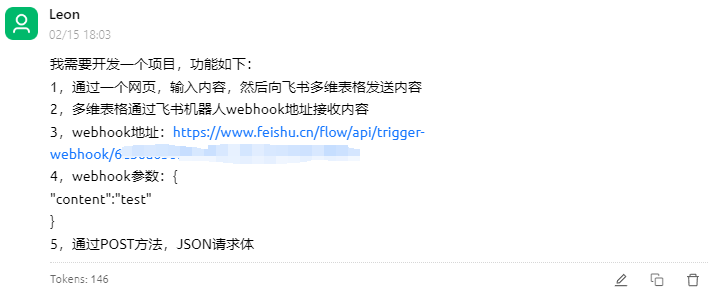 Leon
02/15 18:03
我需要开发一个项目，功能如下：
1，通过一个网页，输入内容，然后向飞书多维表格发送内容
2，多维表格通过飞书机器人webhook地址接收内容
3，webhook地址：https://www.feishu.cn/flow/api/trigger-
webhook/
4，webhook参数：{
"content":"test"
}
5，通过POST方法，JSON请求体
Tokens: 146